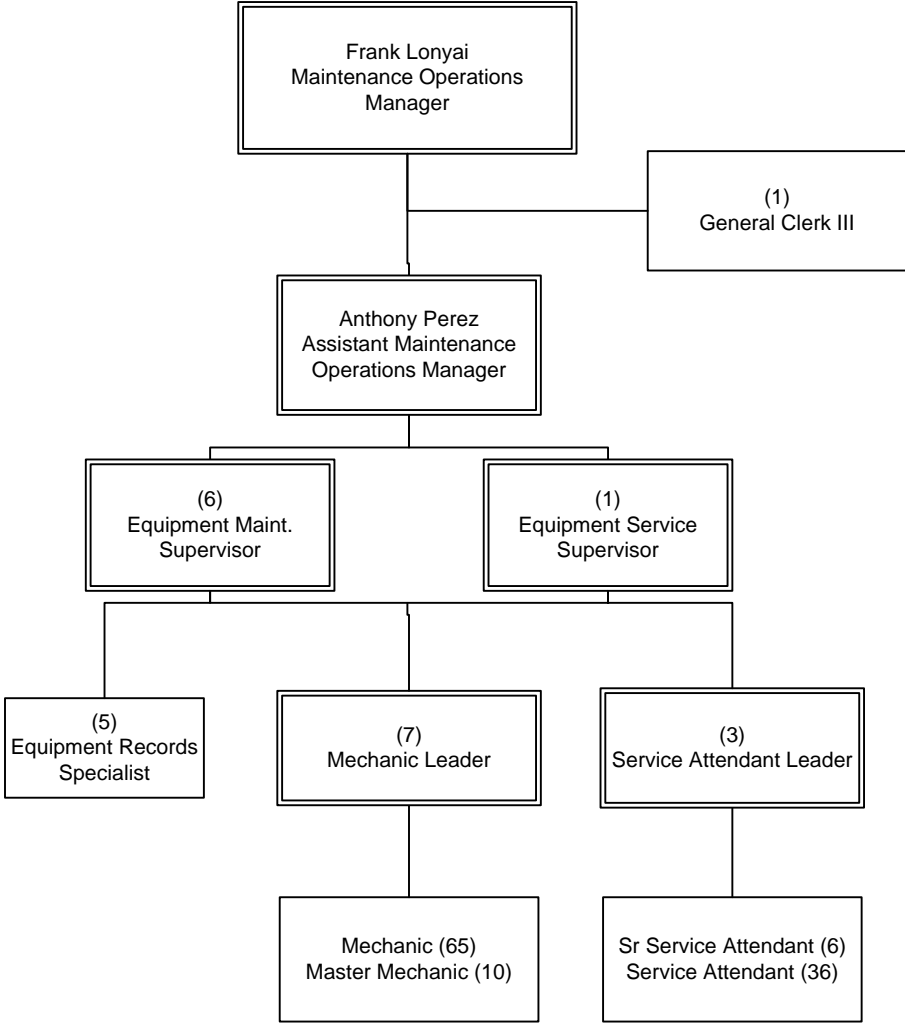 Frank Lonyai
Maintenance Operations
Manager
(1)
General Clerk III
Anthony Perez
Assistant Maintenance
Operations Manager
(6)
Equipment Maint.
Supervisor
(1)
Equipment Service
Supervisor
(5)
Equipment Records
Specialist
(7)
Mechanic Leader
(3)
Service Attendant Leader
Mechanic (65)
Master Mechanic (10)
Sr Service Attendant (6)
Service Attendant (36)